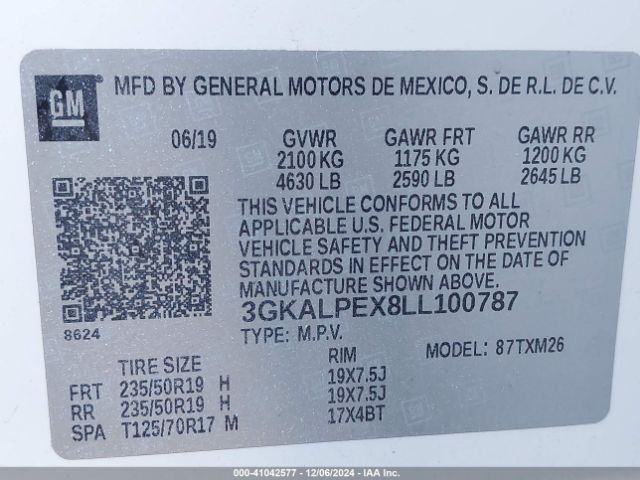 GM
MFD BY GENERAL MOTORS DE MEXICO, S. DE R.L. DE C.V.
06/19 GVWR GAWR FRT GAWR RR
2100 KG 1175 KG 1200 KG
4630 LB 2590 LB 2645 LB
THIS VEHICLE CONFORMS TO ALL
APPLICABLE U.S. FEDERAL MOTOR
VEHICLE SAFETY AND THEFT PREVENTION
STANDARDS IN EFFECT ON THE DATE OF
MANUFACTURE SHOWN ABOVE.
3GKALPEX8LL100787
8624
TYPE: M.P.V.
MODEL: 87TXM26
TIRE SIZE RIM
FRT 235/50R19 H 19X7.5J
RR 235/50R19 H 19X7.5J
SPA T125/70R17 M 17X4BT
000-41042577 - 12/06/2024 - IAA Inc.